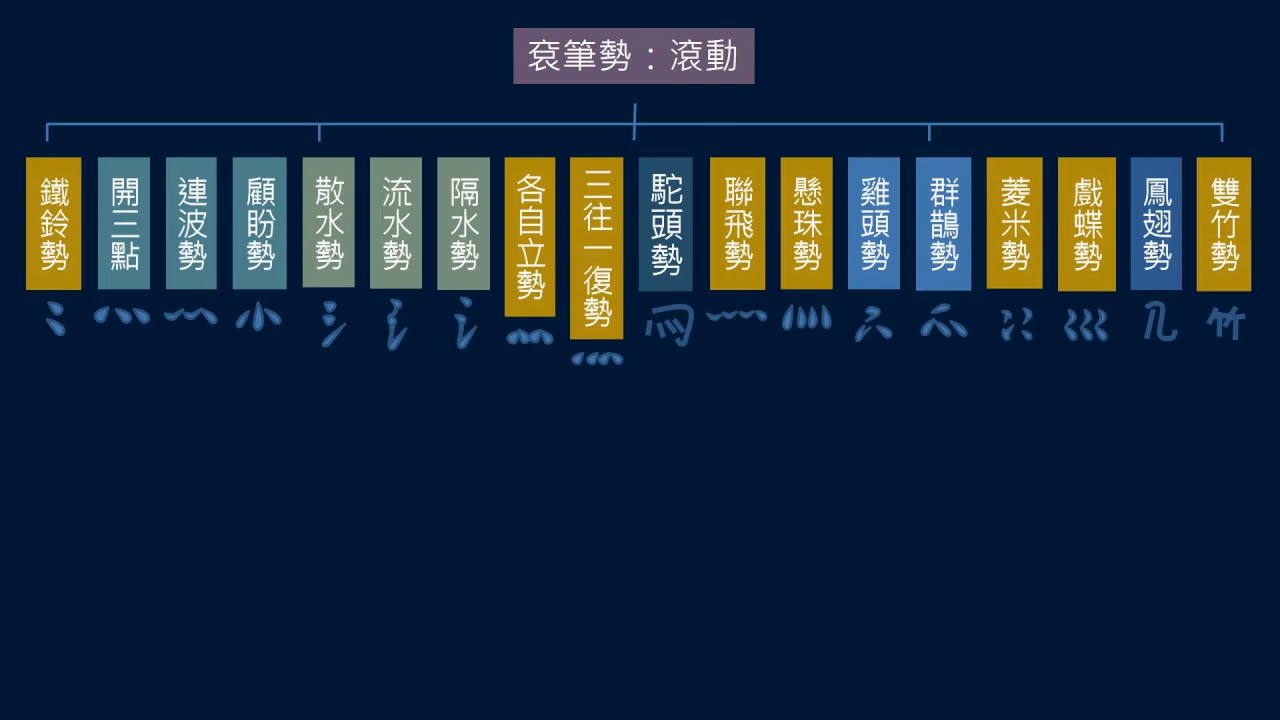 袞筆勢：滾動
鐵鈴勢
開三點
連波勢
顧盼勢
散水勢
流水勢
隔水勢
各自立勢
三往一復勢
駝頭勢
聯飛勢
懸珠勢
雞頭勢
群鵲勢
菱米勢
戲蝶勢
鳳翅勢
雙竹勢